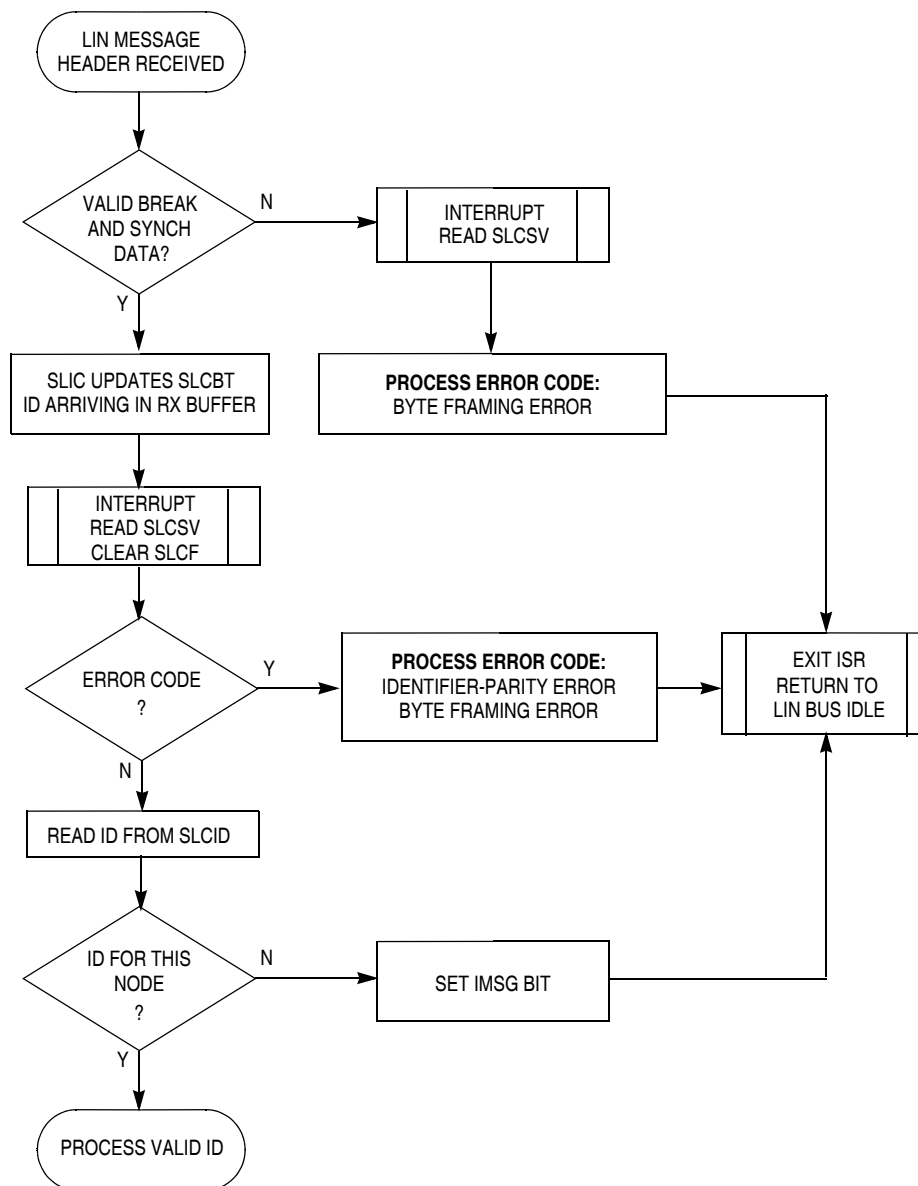 LIN MESSAGE
HEADER RECEIVED
VALID BREAK
AND SYNCH
DATA?
N
Y
INTERRUPT
READ SLCSV
SLIC UPDATES SLCBT
ID ARRIVING IN RX BUFFER
PROCESS ERROR CODE:
BYTE FRAMING ERROR
INTERRUPT
READ SLCSV
CLEAR SLCF
ERROR CODE
?
Y
N
PROCESS ERROR CODE:
IDENTIFIER-PARITY ERROR
BYTE FRAMING ERROR
EXIT ISR
RETURN TO
LIN BUS IDLE
READ ID FROM SLCID
ID FOR THIS
NODE
?
N
Y
SET IMSG BIT
PROCESS VALID ID